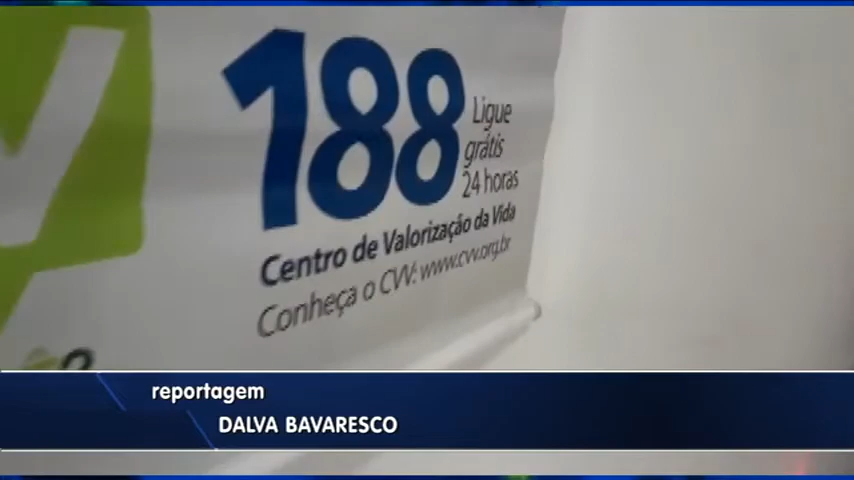 188
Ligue
grátis
24 horas
Centro de Valorização da Vida
Conheça o CVV: www.cvv.org.br
reportagem
DALVA BAVARESCO